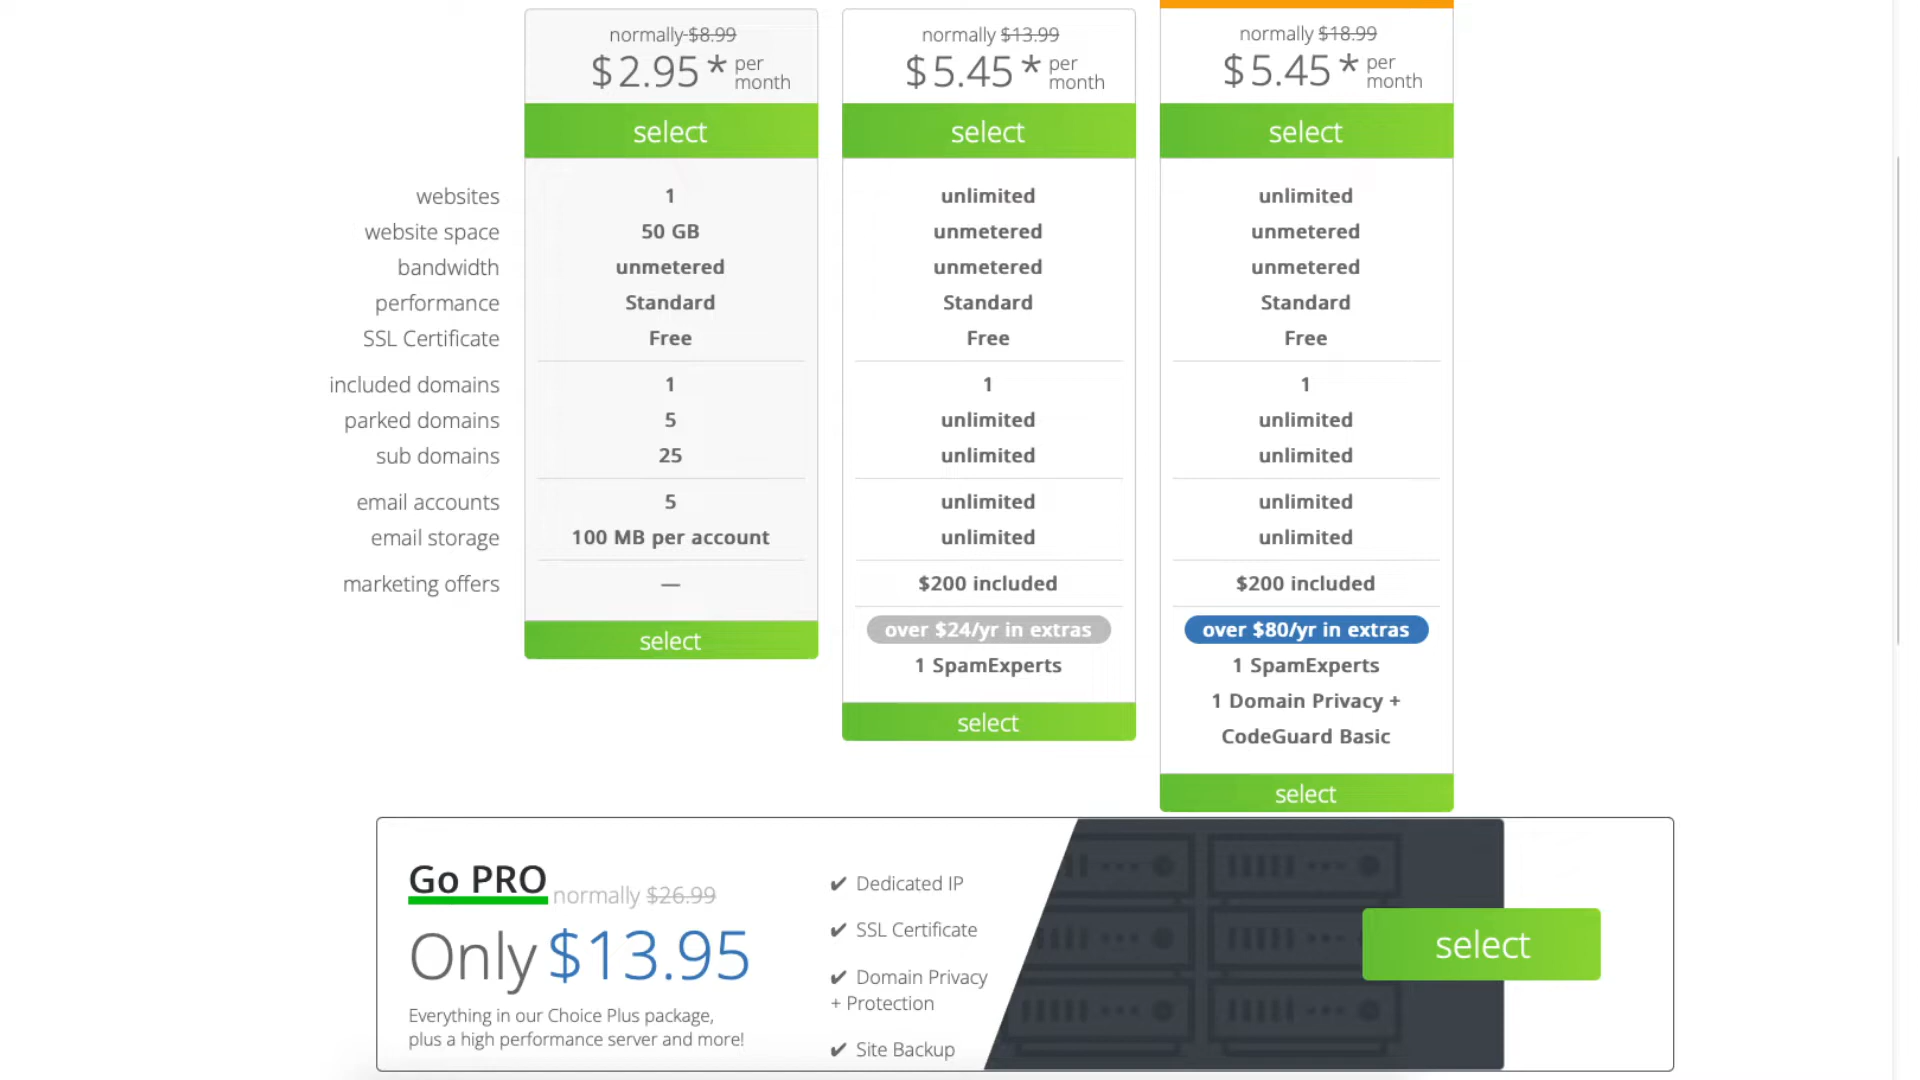 normally $8.99 normally $13.99 normally $18.99
$2.95* per month $5.45* per month $5.45* per month
select select select
websites 1 unlimited unlimited
website space 50 GB unmetered unmetered
bandwidth unmetered unmetered unmetered
performance Standard Standard Standard
SSL Certificate Free Free Free
included domains 1 1 1
parked domains 5 unlimited unlimited
sub domains 25 unlimited unlimited
email accounts 5 unlimited unlimited
email storage 100 MB per account unlimited unlimited
marketing offers — $200 included $200 included
over $24/yr in extras over $80/yr in extras
select
1 SpamExperts 1 SpamExperts
1 Domain Privacy +
select
CodeGuard Basic
select
Go PRO normally $26.99
Only $13.95
Everything in our Choice Plus package,
plus a high performance server and more!
✔ Dedicated IP
✔ SSL Certificate
✔ Domain Privacy
+ Protection
✔ Site Backup
select